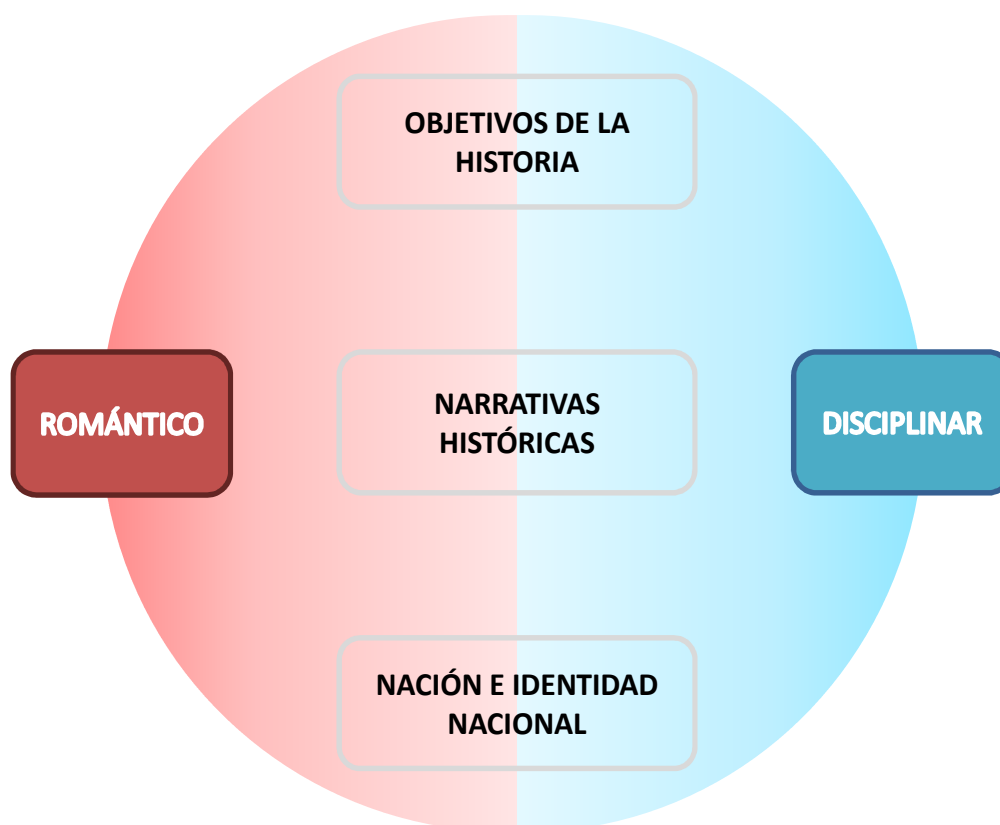 OBJETIVOS DE LA
HISTORIA
ROMÁNTICO
NARRATIVAS
HISTÓRICAS
DISCIPLINAR
NACIÓN E IDENTIDAD
NACIONAL